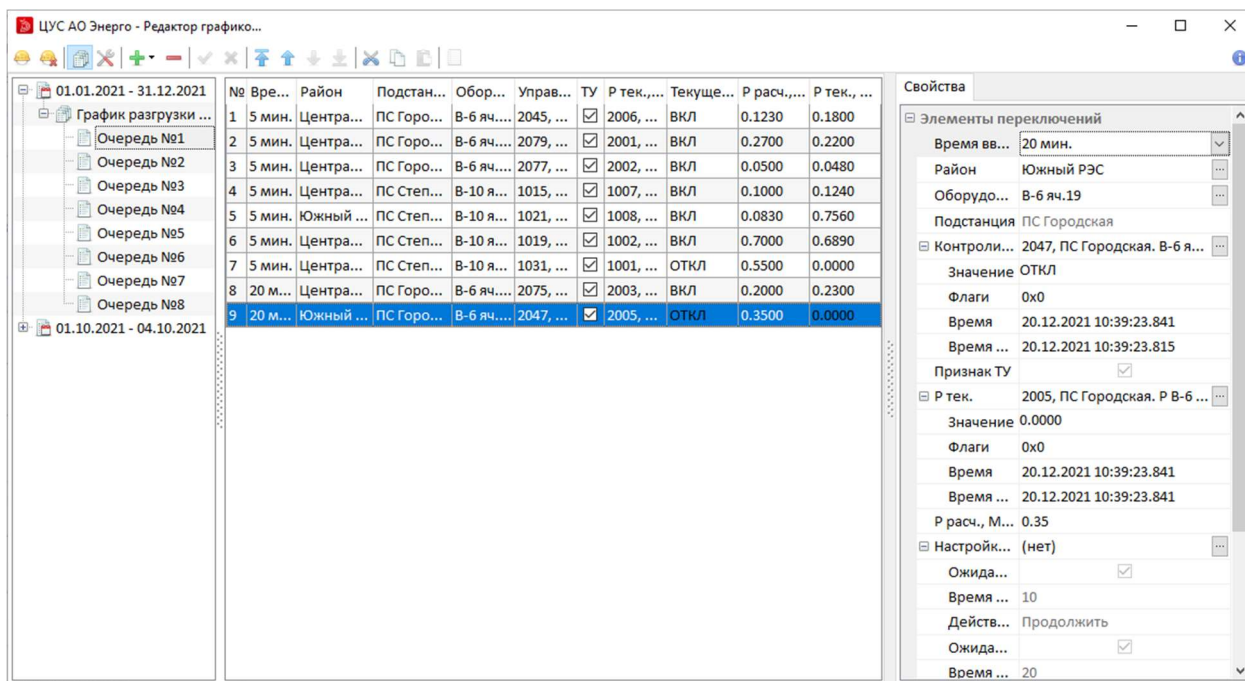 ЦУС АО Энерго - Редактор графико...
01.01.2021 - 31.12.2021
График разгрузки ...
Очередь №1
Очередь №2
Очередь №3
Очередь №4
Очередь №5
Очередь №6
Очередь №7
Очередь №8
01.10.2021 - 04.10.2021
№ Вре... Район Подстан... Обор... Управ... ТУ Р тек.,... Текуще... Р расч.,... Р тек., ...
1 5 мин. Центра... ПС Горо... В-6 яч.... 2045, ... 2006, ... ВКЛ 0.1230 0.1800
2 5 мин. Центра... ПС Горо... В-6 яч.... 2079, ... 2001, ... ВКЛ 0.2700 0.2200
3 5 мин. Центра... ПС Горо... В-6 яч.... 2077, ... 2002, ... ВКЛ 0.0500 0.0480
4 5 мин. Центра... ПС Степ... В-10 я... 1015, ... 1007, ... ВКЛ 0.1000 0.1240
5 5 мин. Южный ... ПС Степ... В-10 я... 1021, ... 1008, ... ВКЛ 0.0830 0.7560
6 5 мин. Центра... ПС Степ... В-10 я... 1019, ... 1002, ... ВКЛ 0.7000 0.6890
7 5 мин. Центра... ПС Степ... В-10 я... 1031, ... 1001, ... ОТКЛ 0.5500 0.0000
8 20 м... Центра... ПС Горо... В-6 яч.... 2075, ... 2003, ... ВКЛ 0.2000 0.2300
9 20 м... Южный ... ПС Горо... В-6 яч.... 2047, ... 2005, ... ОТКЛ 0.3500 0.0000
Свойства
Элементы переключений
Время вв... 20 мин.
Район Южный РЭС
Оборудо... В-6 яч.19
Подстанция ПС Городская
Контроли... 2047, ПС Городская. В-6 я... ...
Значение ОТКЛ
Флаги 0x0
Время 20.12.2021 10:39:23.841
Время ... 20.12.2021 10:39:23.815
Признак ТУ
Р тек. 2005, ПС Городская. Р В-6 ... ...
Значение 0.0000
Флаги 0x0
Время 20.12.2021 10:39:23.841
Время ... 20.12.2021 10:39:23.841
Р расч., М... 0.35
Настройк... (нет) ...
Ожида...
Время ... 10
Действ... Продолжить
Ожида...
Время ... 20